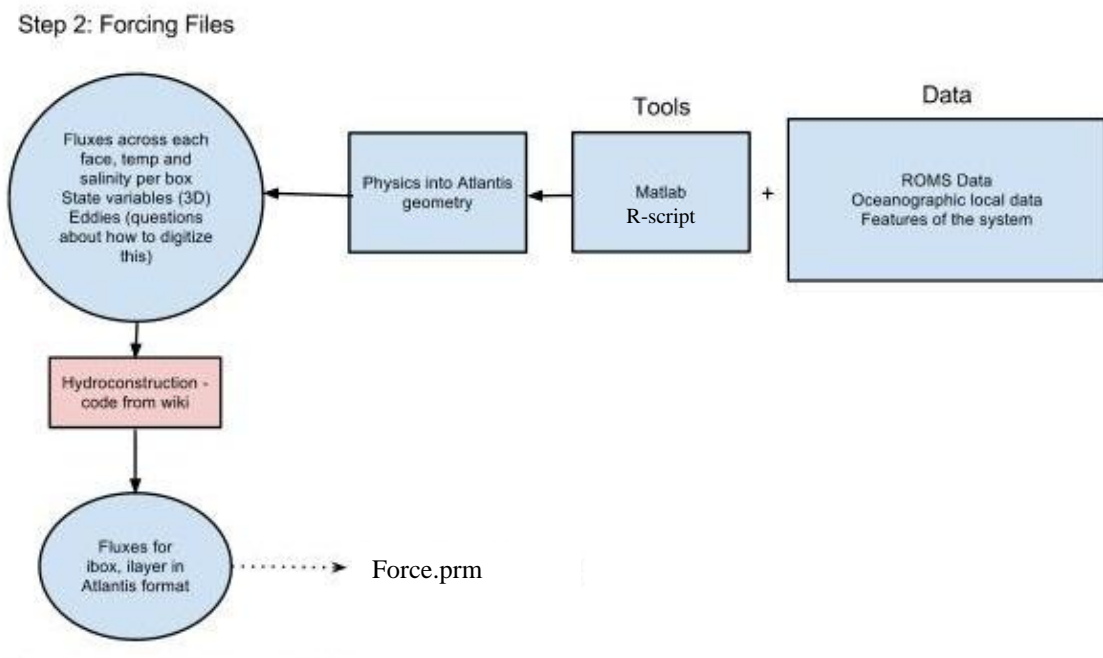 Step 2: Forcing Files
Tools
Data
Fluxes across each
face, temp and
salinity per box
State variables (3D)
Eddies (questions
about how to digitize
this)
Physics into Atlantis
geometry
Matlab
R-script
+
ROMS Data
Oceanographic local data
Features of the system
Hydroconstruction -
code from wiki
Fluxes for
ibox, ilayer in
Atlantis format
Force.prm